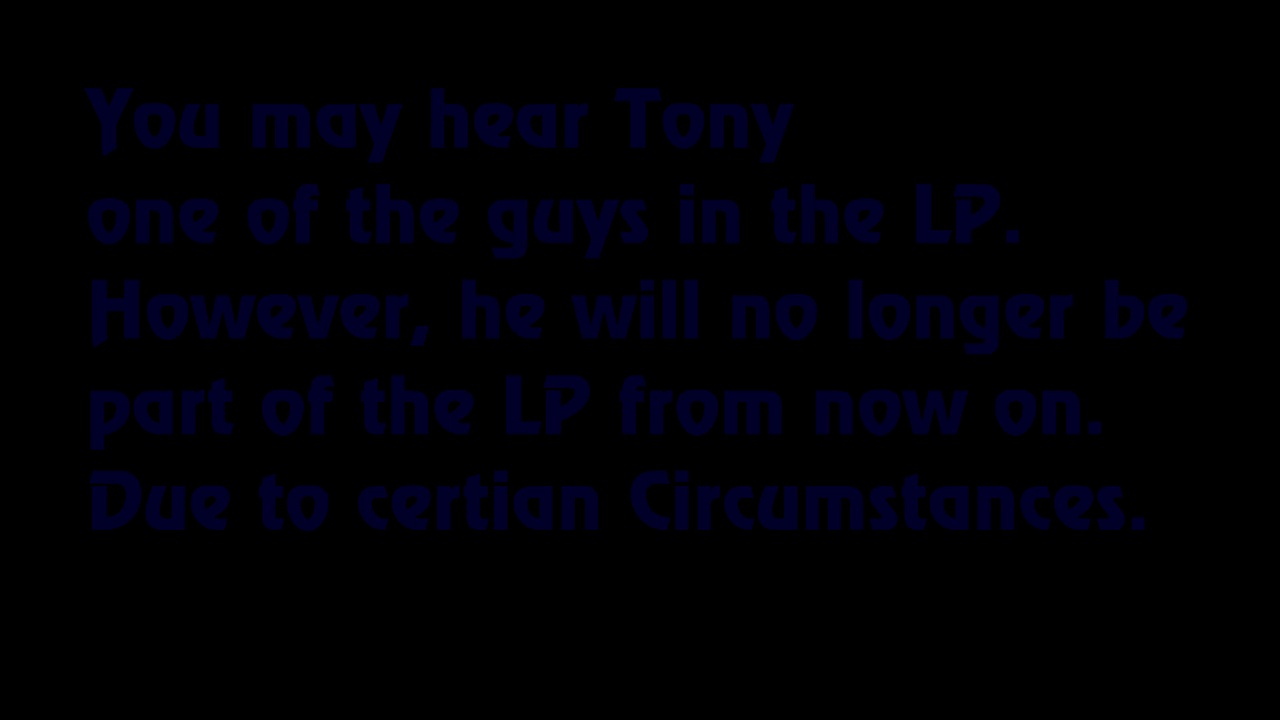 You may hear Tony
one of the guys in the LP.
However, he will no longer be
part of the LP from now on.
Due to certian Circumstances.